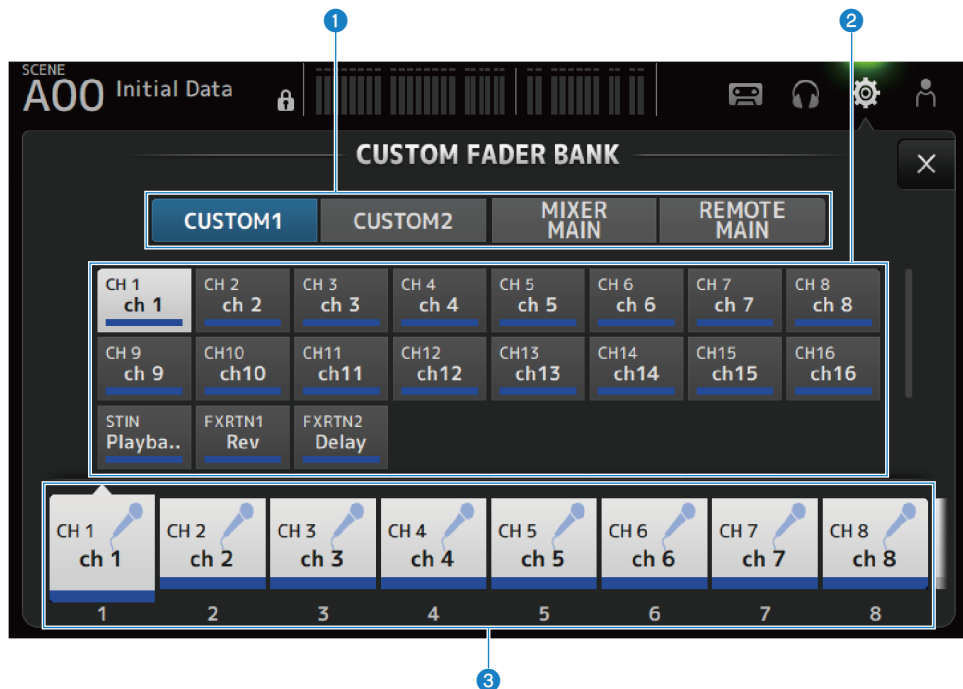 1
2
SCENE
A00 Initial Data
CUSTOM FADER BANK
CUSTOM1
CUSTOM2
MIXER
MAIN
REMOTE
MAIN
CH 1
ch 1
CH 2
ch 2
CH 3
ch 3
CH 4
ch 4
CH 5
ch 5
CH 6
ch 6
CH 7
ch 7
CH 8
ch 8
CH 9
ch 9
CH10
ch10
CH11
ch11
CH12
ch12
CH13
ch13
CH14
ch14
CH15
ch15
CH16
ch16
STIN
Playba..
FXRTN1
Rev
FXRTN2
Delay
CH 1
ch 1
CH 2
ch 2
CH 3
ch 3
CH 4
ch 4
CH 5
ch 5
CH 6
ch 6
CH 7
ch 7
CH 8
ch 8
1
2
3
4
5
6
7
8
3